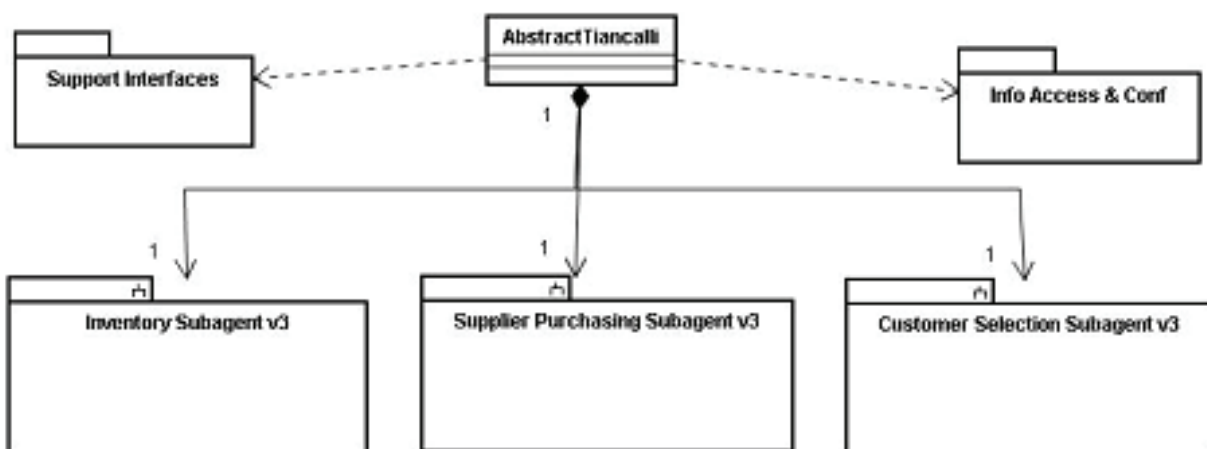 AbstractTiancalli
Support Interfaces
Info Access & Conf
1
1
1
1
Inventory Subagent v3
Supplier Purchasing Subagent v3
Customer Selection Subagent v3